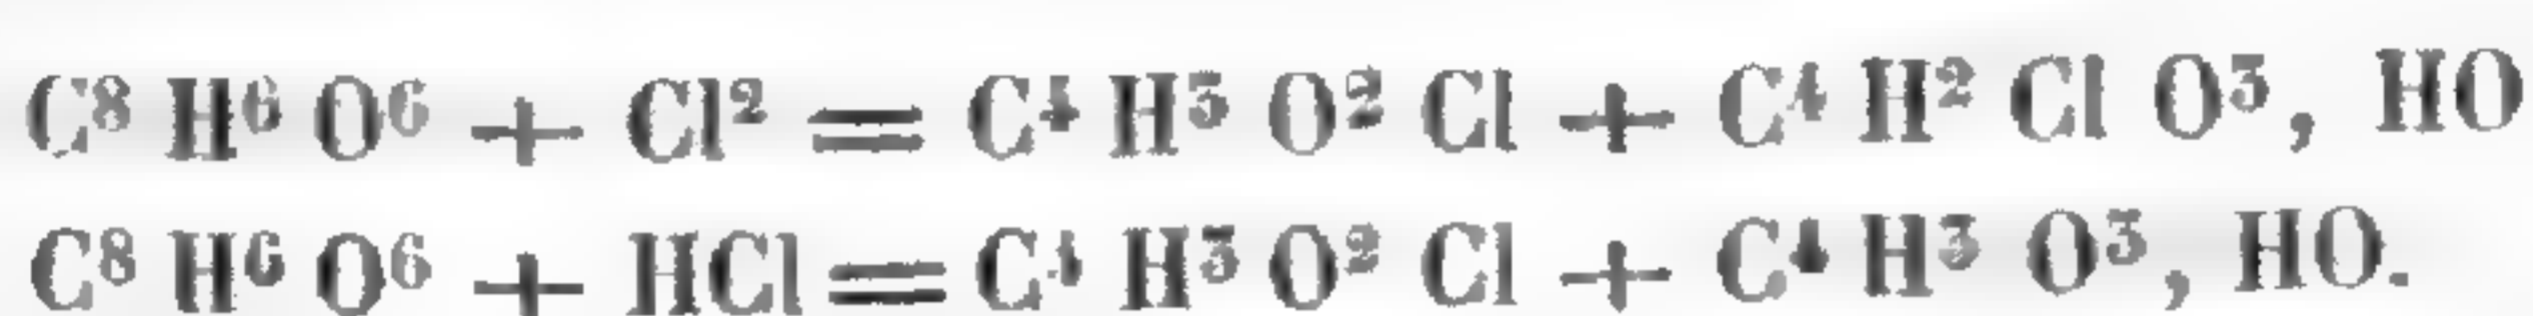 C⁸ H⁶ O⁶ + Cl² = C⁴ H³ O² Cl + C⁴ H² Cl O³, HO
C⁸ H⁶ O⁶ + HCl = C⁴ H³ O² Cl + C⁴ H³ O³, HO.